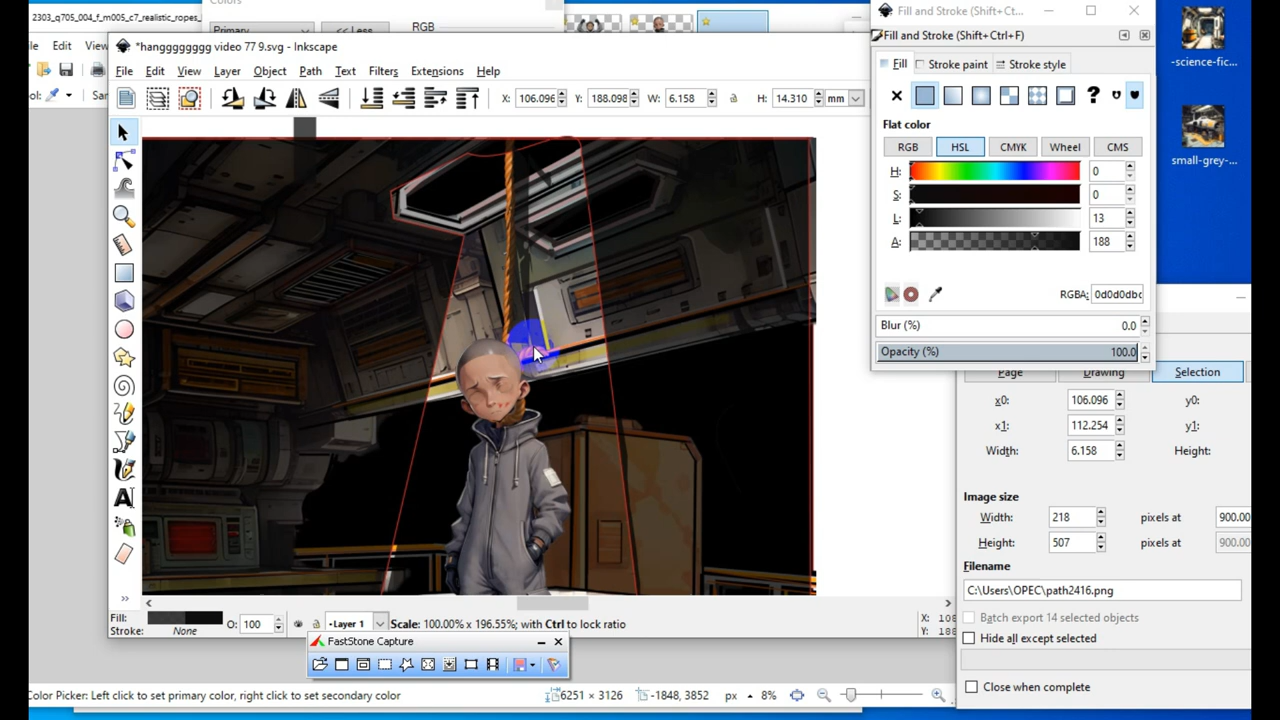 2303_q705_004_f_m005_c7_realistic_ropes_
Colors
Primary
<< Less
RGB
Edit
*hangggggggg video 77 9.svg - Inkscape
File Edit View Layer Object Path Text Filters Extensions Help
X: 106.096 Y: 188.098 W: 6.158 H: 14.310 mm
Fill and Stroke (Shift+Ct...
Fill and Stroke (Shift+Ctrl+F)
Fill Stroke paint Stroke style
Flat color
RGB HSL CMYK Wheel CMS
H: 0
S: 0
L: 13
A: 188
RGBA: 0d0d0dbc
Blur (%) 0.0
Opacity (%) 100.0
-science-fic...
small-grey-...
Page Drawing Selection
x0: 106.096 y0:
x1: 112.254 y1:
Width: 6.158 Height:
Image size
Width: 218 pixels at 900.00
Height: 507 pixels at 900.00
Filename
C:\Users\OPEC\path2416.png
Batch export 14 selected objects
Hide all except selected
Close when complete
Fill:
Stroke: None
O: 100
Layer 1
Scale: 100.00% x 196.55%; with Ctrl to lock ratio
X: 108
Y: 188
FastStone Capture
Color Picker: Left click to set primary color, right click to set secondary color
6251 × 3126
-1848, 3852
px
8%